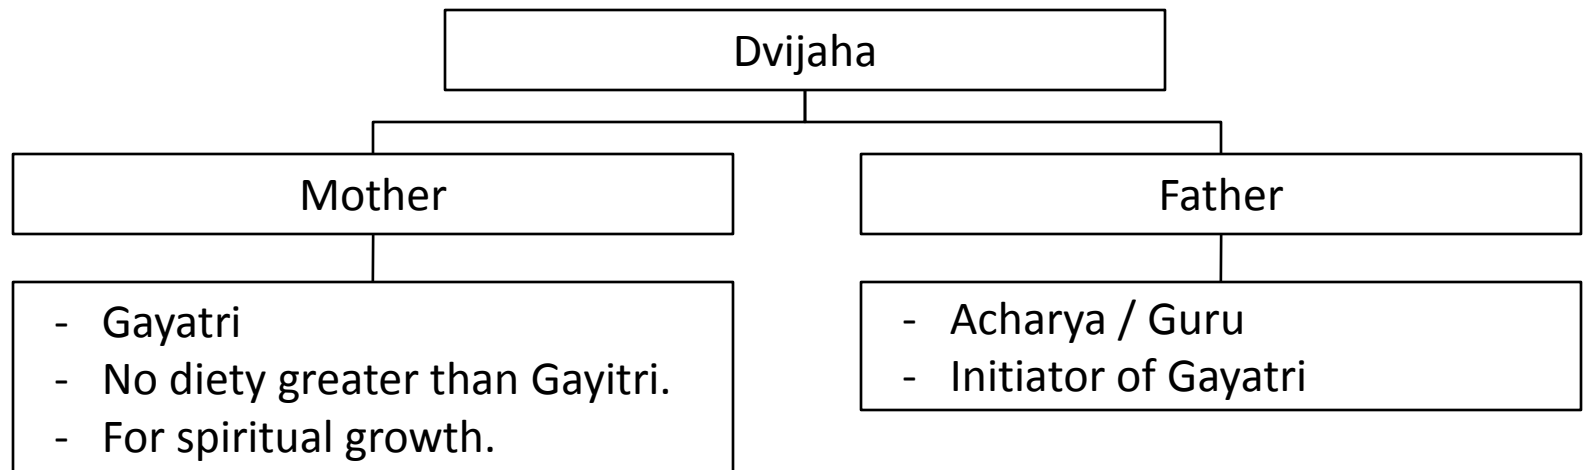 Dvijaha
Mother
Father
- Gayatri
- No diety greater than Gayitri.
- For spiritual growth.
- Acharya / Guru
- Initiator of Gayatri